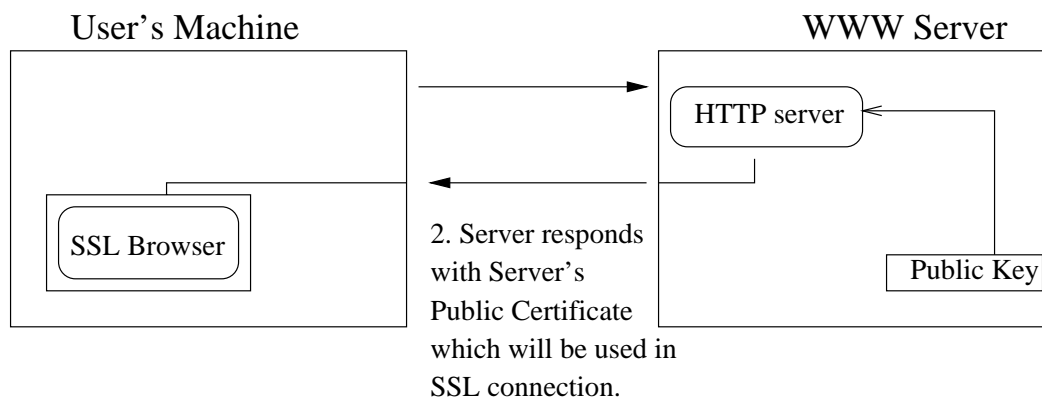 User's Machine
WWW Server
HTTP server
SSL Browser
2. Server responds
with Server's
Public Certificate
which will be used in
SSL connection.
Public Key